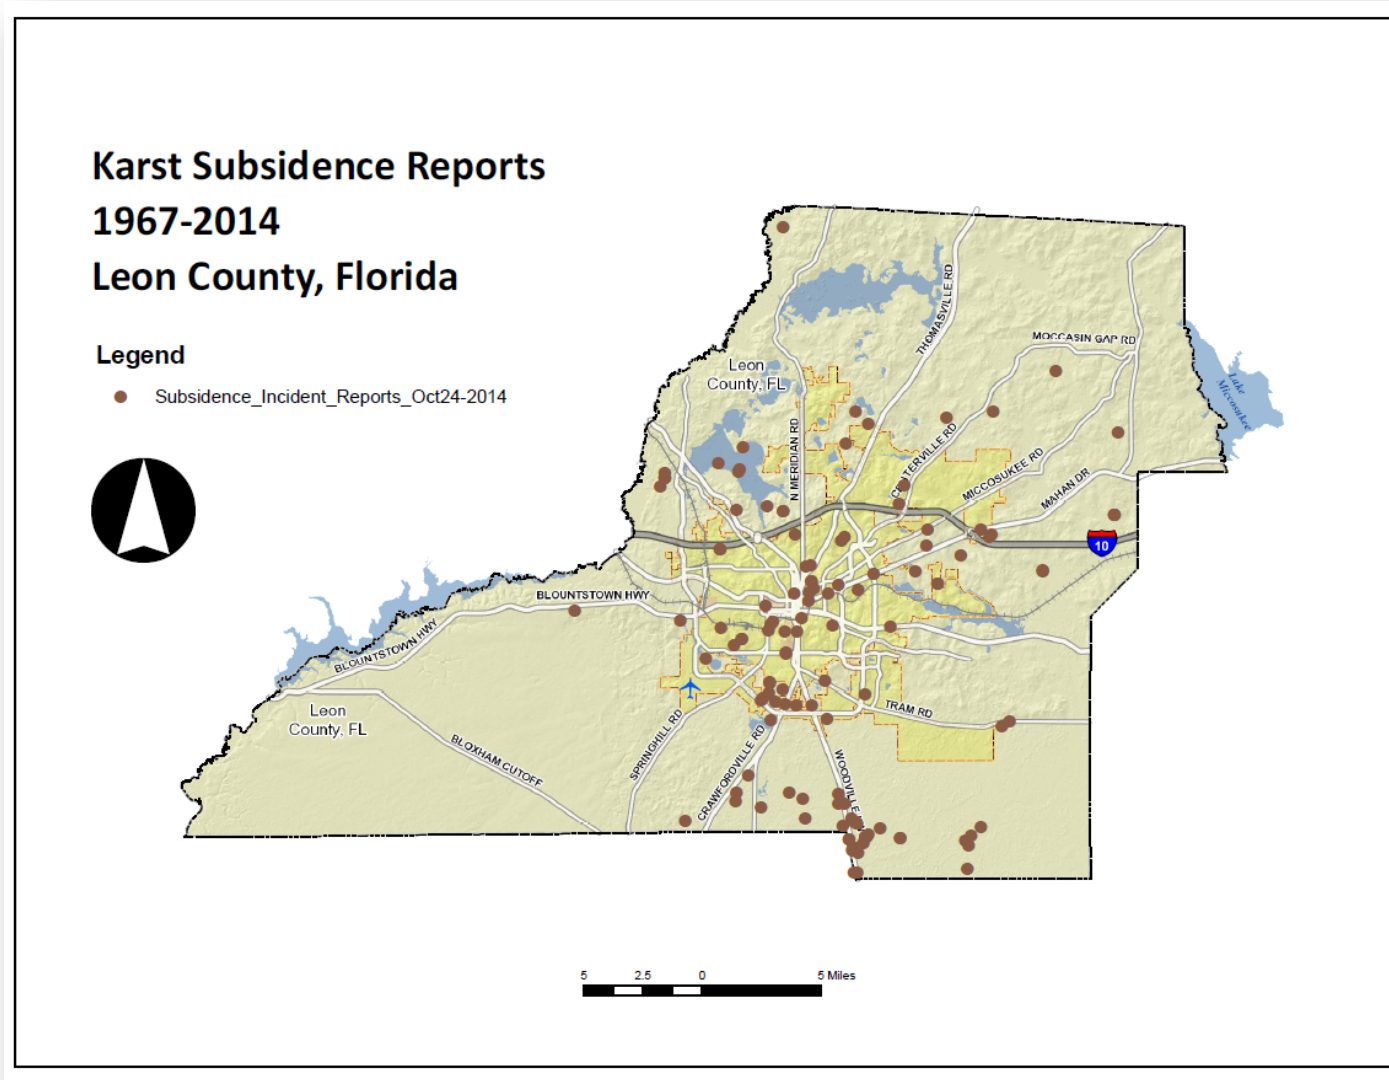 Karst Subsidence Reports
1967-2014
Leon County, Florida
Legend
Subsidence_Incident_Reports_Oct24-2014
THOMASVILLE RD
MOCCASIN GAP RD
Leon
County, FL
Lake
Miccosukee
N MERIDIAN RD
CENTERVILLE RD
MICCOSUKEE RD
MAHAN DR
10
BLOUNTSTOWN HWY
BLOUNTSTOWN HWY
Leon
County, FL
BLOXHAM CUTOFF
SPRINGHILL RD
CRAWFORDVILLE RD
WOODVILLE
TRAM RD
5 2.5 0 5 Miles